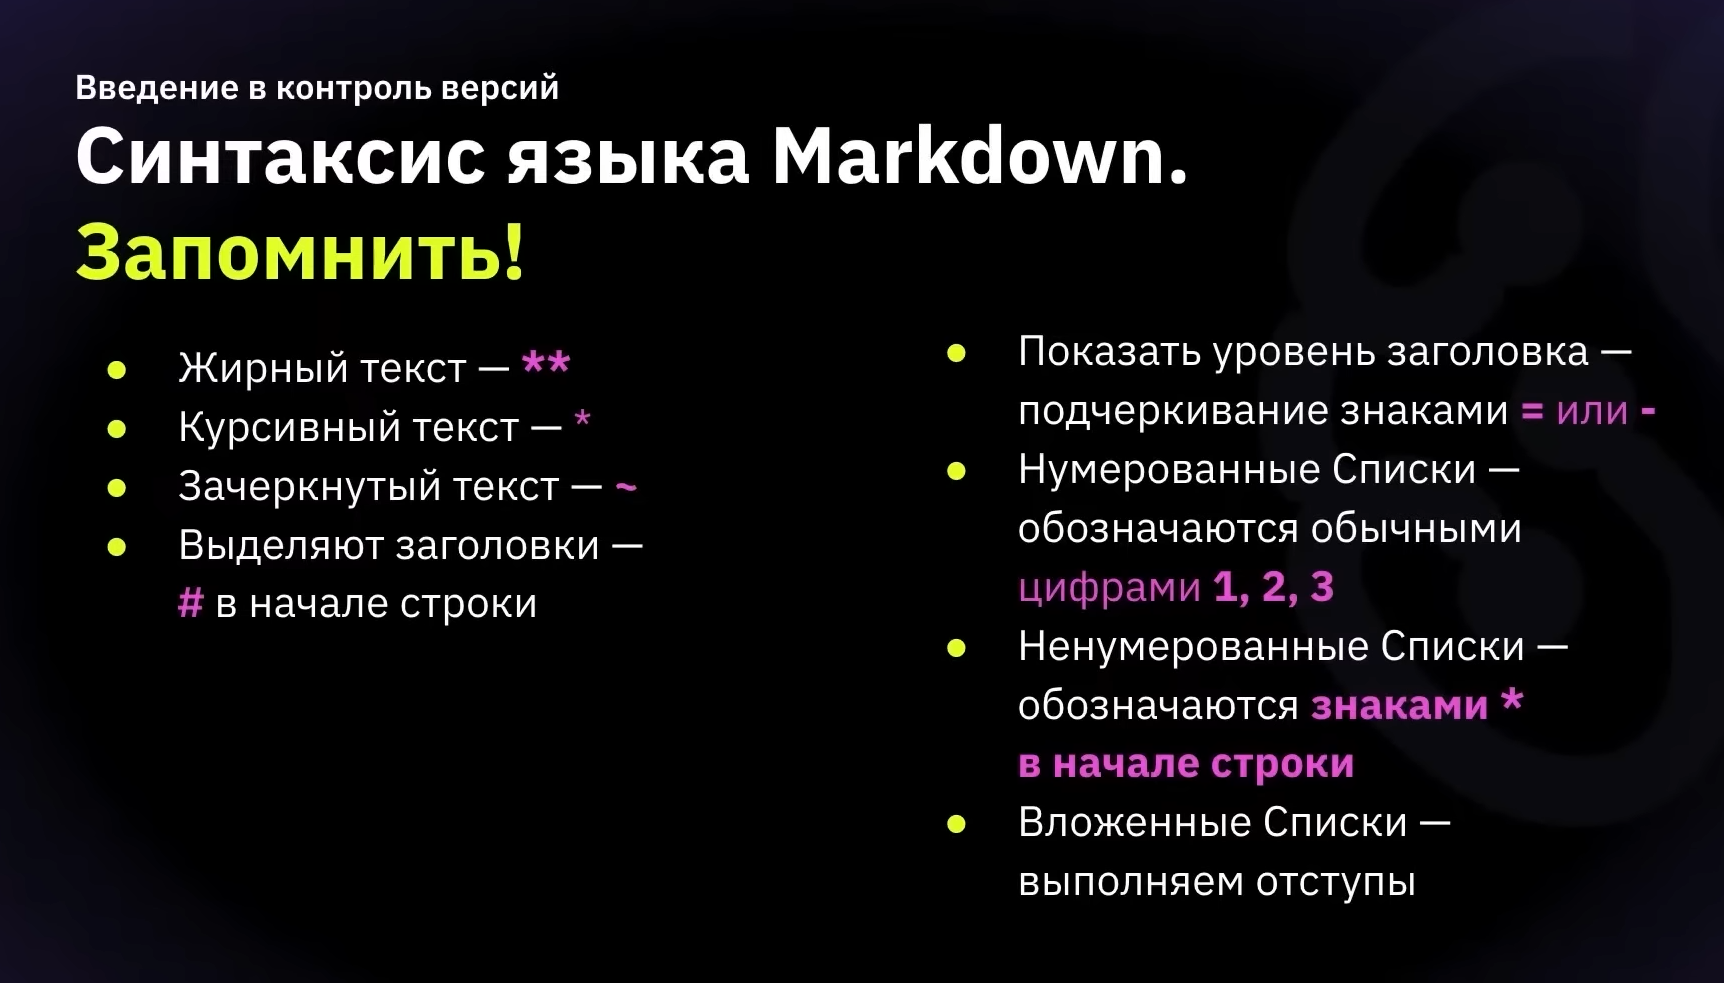 Введение в контроль версий
Синтаксис языка Markdown.
Запомнить!
● Жирный текст — **
● Курсивный текст — *
● Зачеркнутый текст — ~
● Выделяют заголовки —
# в начале строки
● Показать уровень заголовка —
подчеркивание знаками = или -
● Нумерованные Списки —
обозначаются обычными
цифрами 1, 2, 3
● Ненумерованные Списки —
обозначаются знаками *
в начале строки
● Вложенные Списки —
выполняем отступы